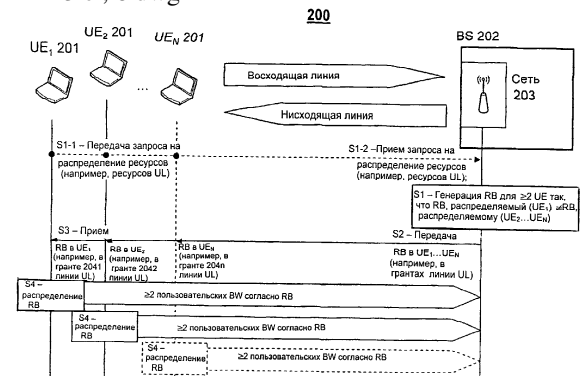 200
UE₁ 201
UE₂ 201
UEN 201
...
BS 202
Восходящая линия
Нисходящая линия
Сеть
203
S1-1 – Передача запроса на
распределение ресурсов
(например, ресурсов UL)
S1-2 –Прием запроса на
распределение ресурсов
(например, ресурсов UL);
S1 – Генерация RB для ≥2 UE так,
что RB, распределяемый (UE₁) ≠RB,
распределяемому (UE₂...UEN)
S3 – Прием
S2 – Передача
RB в UE₁
(например, в
гранте 2041
линии UL)
RB в UE₂
(например, в
гранте 2042
линии UL)
RB в UEN
(например, в
гранте 204n
линии UL)
RB в UE₁...UEN
(например, в
грантах линии UL)
S4 –
распределение
RB
≥2 пользовательских BW согласно RB
S4 –
распределение
RB
≥2 пользовательских BW согласно RB
S4 –
распределение
RB
≥2 пользовательских BW согласно RB